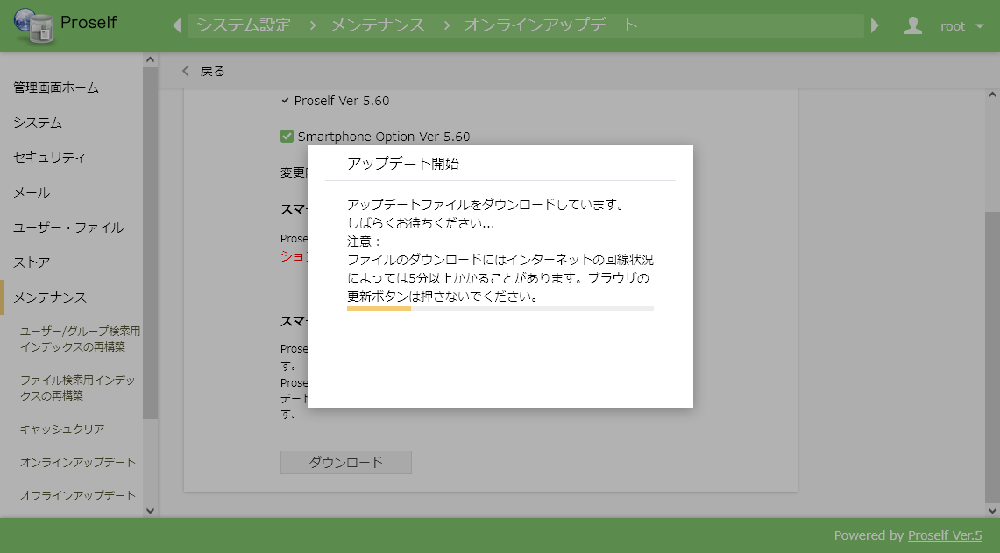 Proself
システム設定 > メンテナンス > オンラインアップデート
root
管理画面ホーム
システム
セキュリティ
メール
ユーザー・ファイル
ストア
メンテナンス
ユーザー/グループ検索用
インデックスの再構築
ファイル検索用インデッ
クスの再構築
キャッシュクリア
オンラインアップデート
オフラインアップデート
戻る
Proself Ver 5.60
Smartphone Option Ver 5.60
変更
スマ
Prose
ション
スマ
Prose
す。
Prose
デート
す。
ダウンロード
アップデート開始
アップデートファイルをダウンロードしています。
しばらくお待ちください...
注意：
ファイルのダウンロードにはインターネットの回線状況
によっては5分以上かかることがあります。ブラウザの
更新ボタンは押さないでください。
Powered by Proself Ver.5